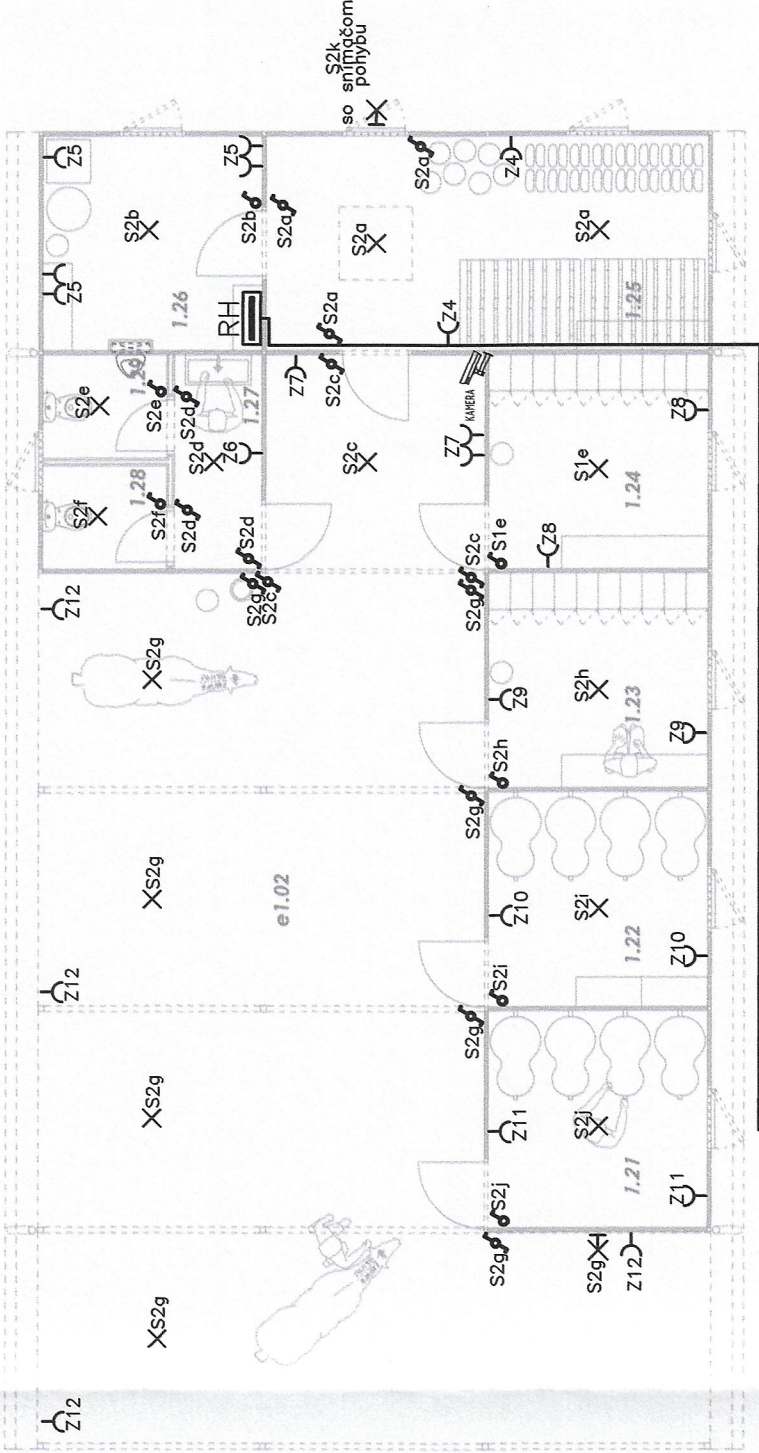 S2k
so snímačom
pohybu
Z5
Z5
S2b
S2b
S2a
S2a
Z4
S2a
S2a
Z5
1.26
RH
S2a
Z4
1.25
S2e
S2e
S2d
1.27
S2d
Z6
Z7
S2c
S2c
Z7
KAMERA
S1e
1.24
Z8
S2f
1.28
S2f
S2d
S2d
S2g
S2c
S2c
S2g
S1e
Z8
Z12
S2g
Z9
S2h
1.23
Z9
S2h
S2g
S2g
e1.02
Z10
S2i
1.22
Z10
S2i
S2g
Z12
S2g
Z11
S2j
1.21
Z11
S2j
S2g
S2g
Z12
S2g
Z12